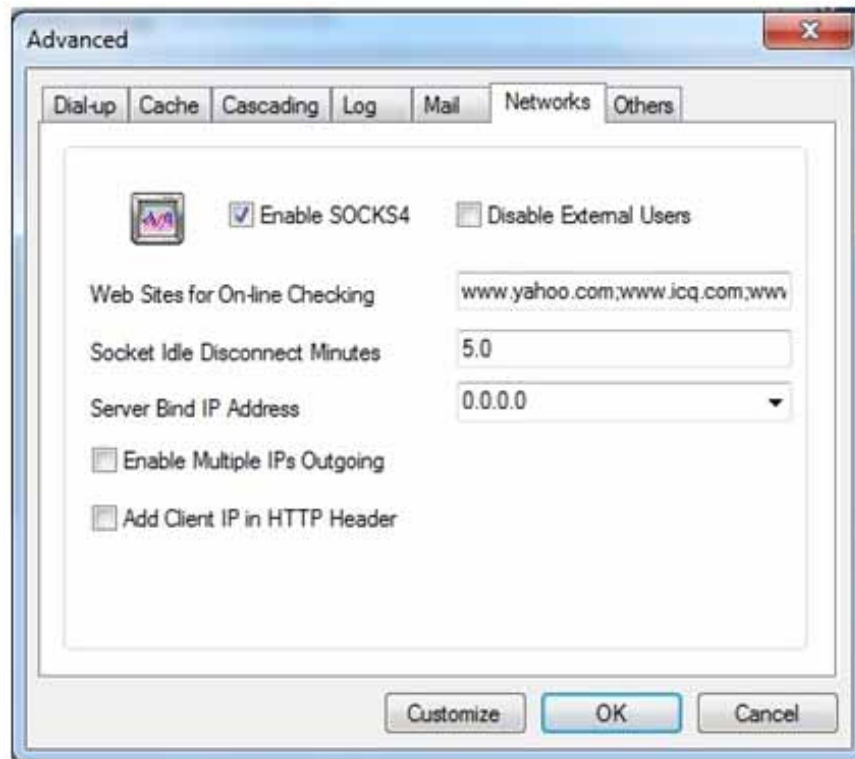 Advanced
Dial-up Cache Cascading Log Mail Networks Others
Enable SOCKS4 Disable External Users
Web Sites for On-line Checking www.yahoo.com;www.icq.com;www
Socket Idle Disconnect Minutes 5.0
Server Bind IP Address 0.0.0.0
Enable Multiple IPs Outgoing
Add Client IP in HTTP Header
Customize OK Cancel